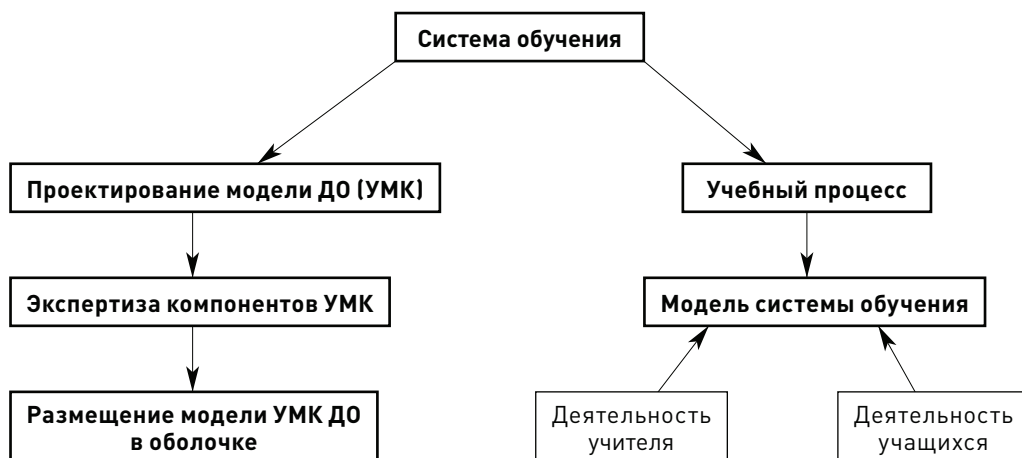 Система обучения
Проектирование модели ДО (УМК)
Учебный процесс
Экспертиза компонентов УМК
Модель системы обучения
Размещение модели УМК ДО
в оболочке
Деятельность
учителя
Деятельность
учащихся